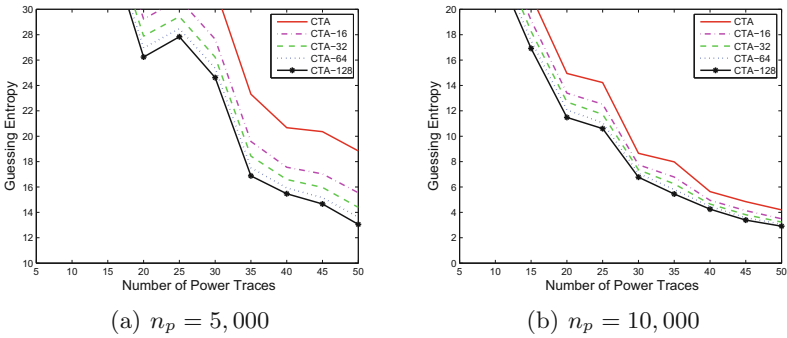 30
28
26
24
22
20
18
16
14
12
10
Guessing Entropy
5 10 15 20 25 30 35 40 45 50
Number of Power Traces
CTA
CTA−16
CTA−32
CTA−64
CTA−128
(a) n_p = 5,000
20
18
16
14
12
10
8
6
4
2
0
Guessing Entropy
5 10 15 20 25 30 35 40 45 50
Number of Power Traces
CTA
CTA−16
CTA−32
CTA−64
CTA−128
(b) n_p = 10,000